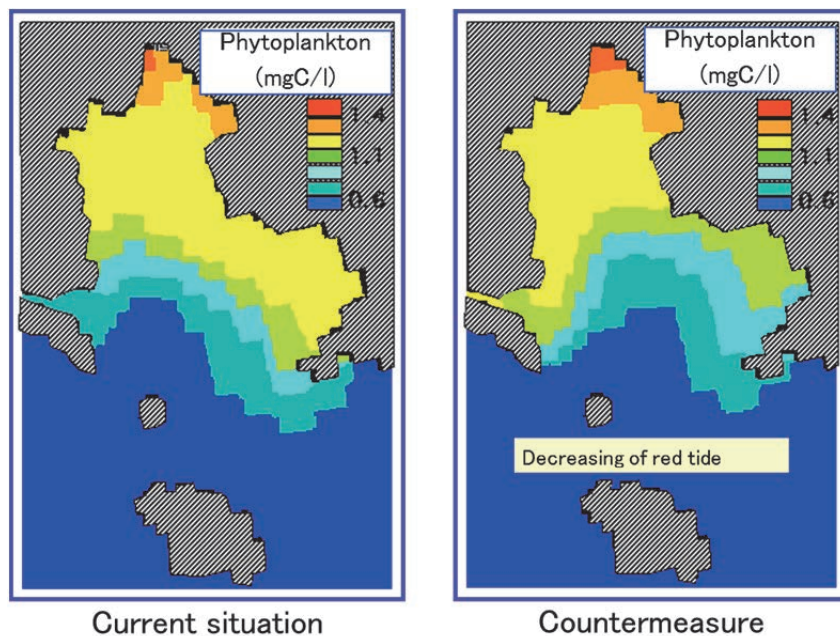 Phytoplankton
(mgC/l)
1.4
1.1
0.6
Current situation
Phytoplankton
(mgC/l)
1.4
1.1
0.6
Decreasing of red tide
Countermeasure